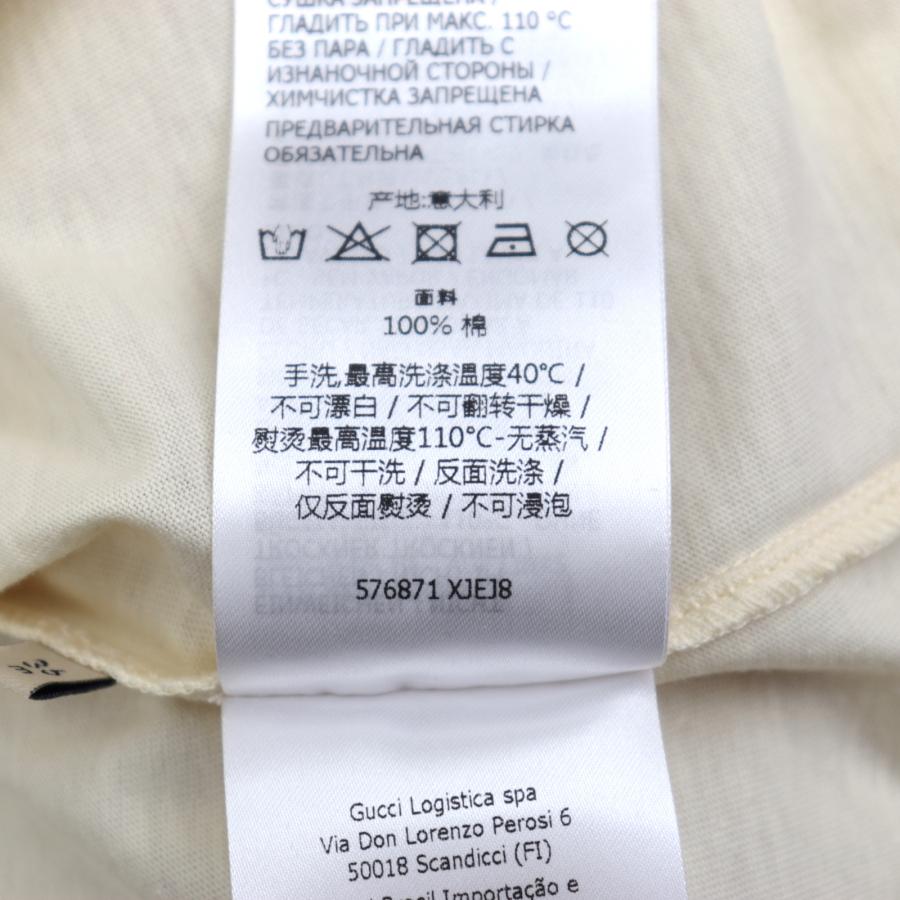 СУШКА ЗАПРЕЩЕНА /
ГЛАДИТЬ ПРИ МАКС. 110 °C
БЕЗ ПАРА / ГЛАДИТЬ С
ИЗНАНОЧНОЙ СТОРОНЫ /
ХИМЧИСТКА ЗАПРЕЩЕНА
ПРЕДВАРИТЕЛЬНАЯ СТИРКА
ОБЯЗАТЕЛЬНА
产地:意大利
面料
100% 棉
手洗,最高洗涤温度40°C /
不可漂白 / 不可翻转干燥 /
熨烫最高温度110°C-无蒸汽 /
不可干洗 / 反面洗涤 /
仅反面熨烫 / 不可浸泡
576871 XJEJ8
Gucci Logistica spa
Via Don Lorenzo Perosi 6
50018 Scandicci (FI)
Brasil Importação e